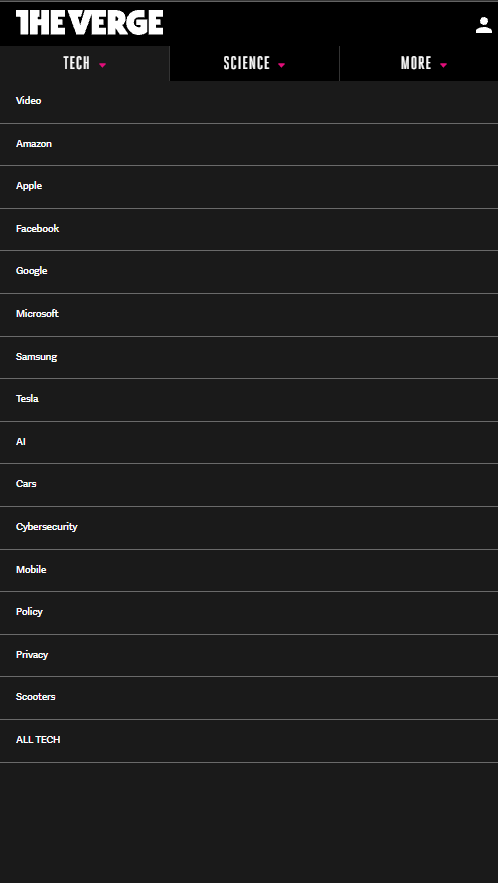 THE VERGE
TECH SCIENCE MORE
Video
Amazon
Apple
Facebook
Google
Microsoft
Samsung
Tesla
AI
Cars
Cybersecurity
Mobile
Policy
Privacy
Scooters
ALL TECH